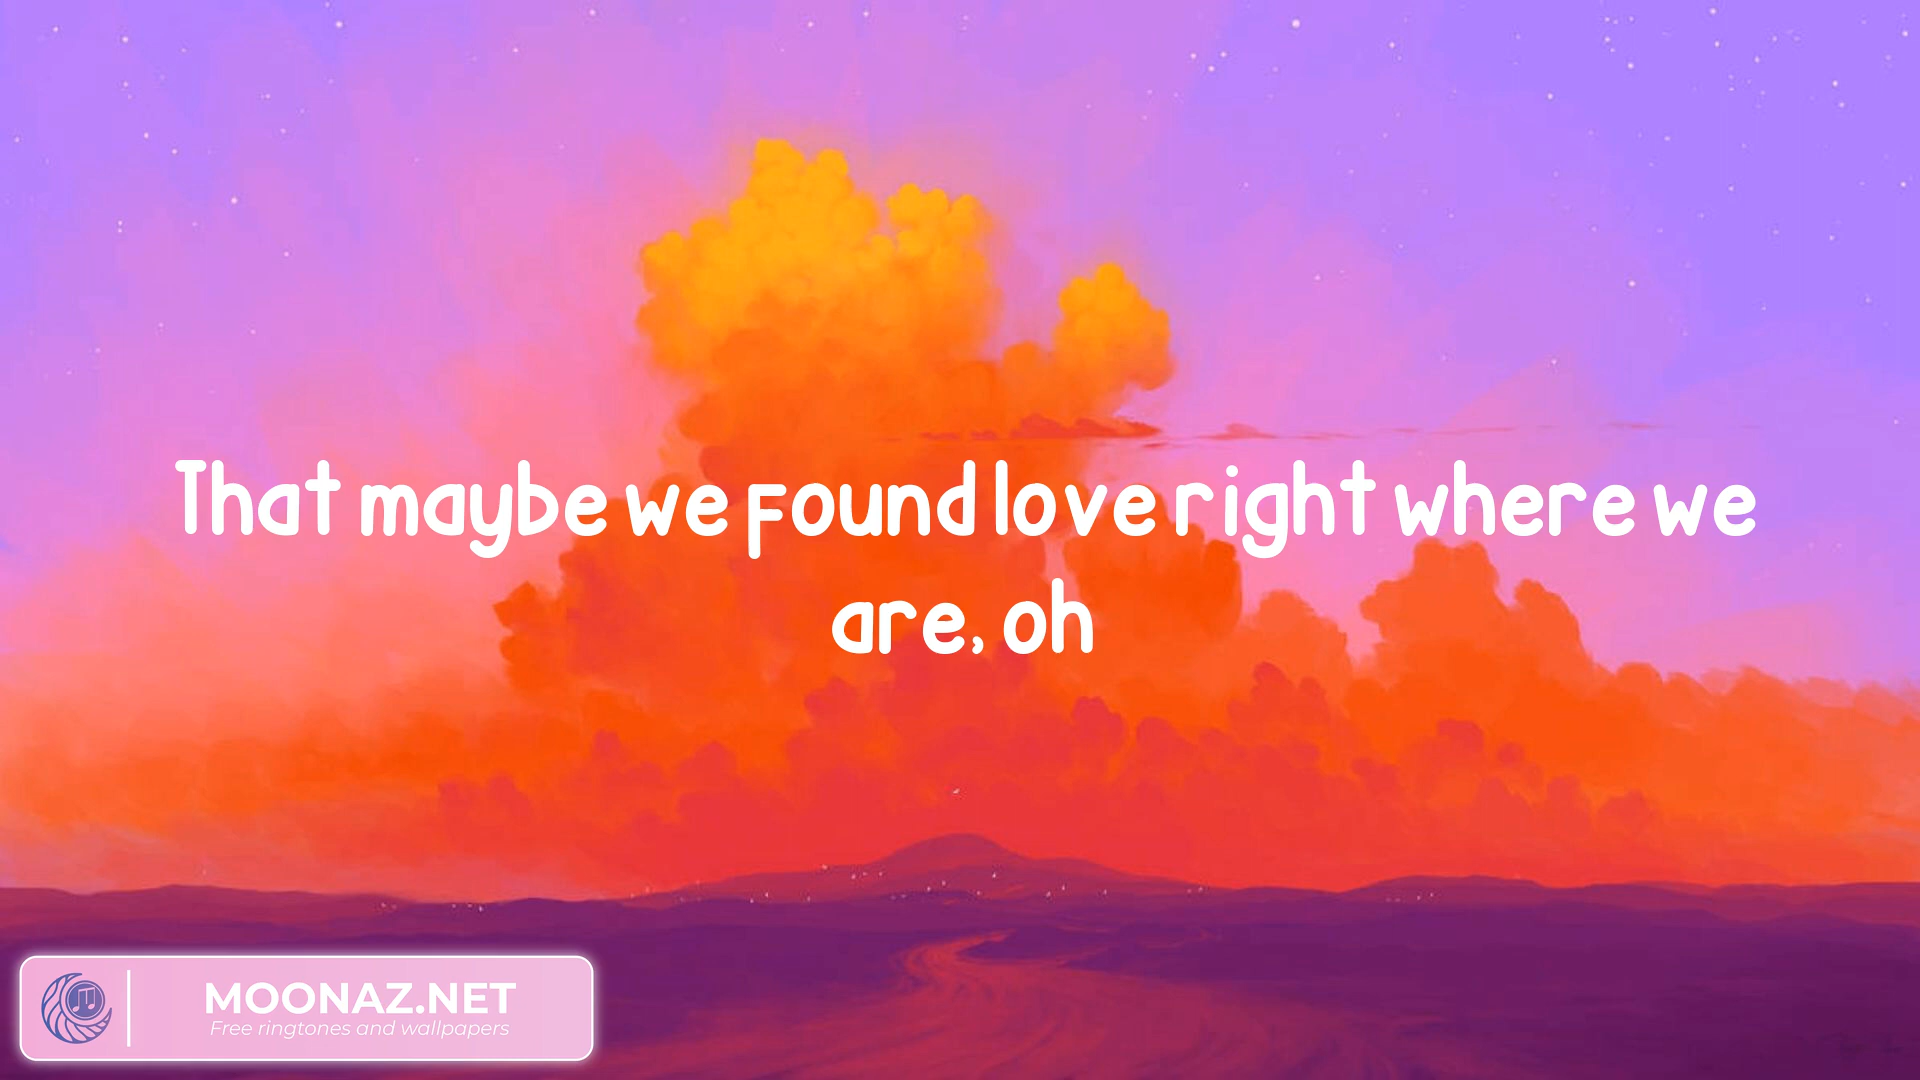 That maybe we found love right where we
are, oh
MOONAZ.NET
Free ringtones and wallpapers